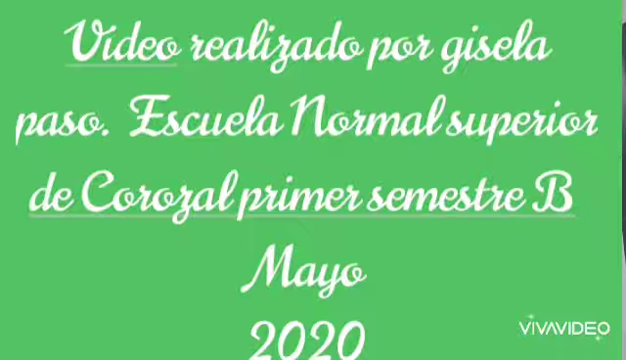 Video realizado por gisela
paso. Escuela Normal superior
de Corozal primer semestre B
Mayo
2020
VIVAVIDEO